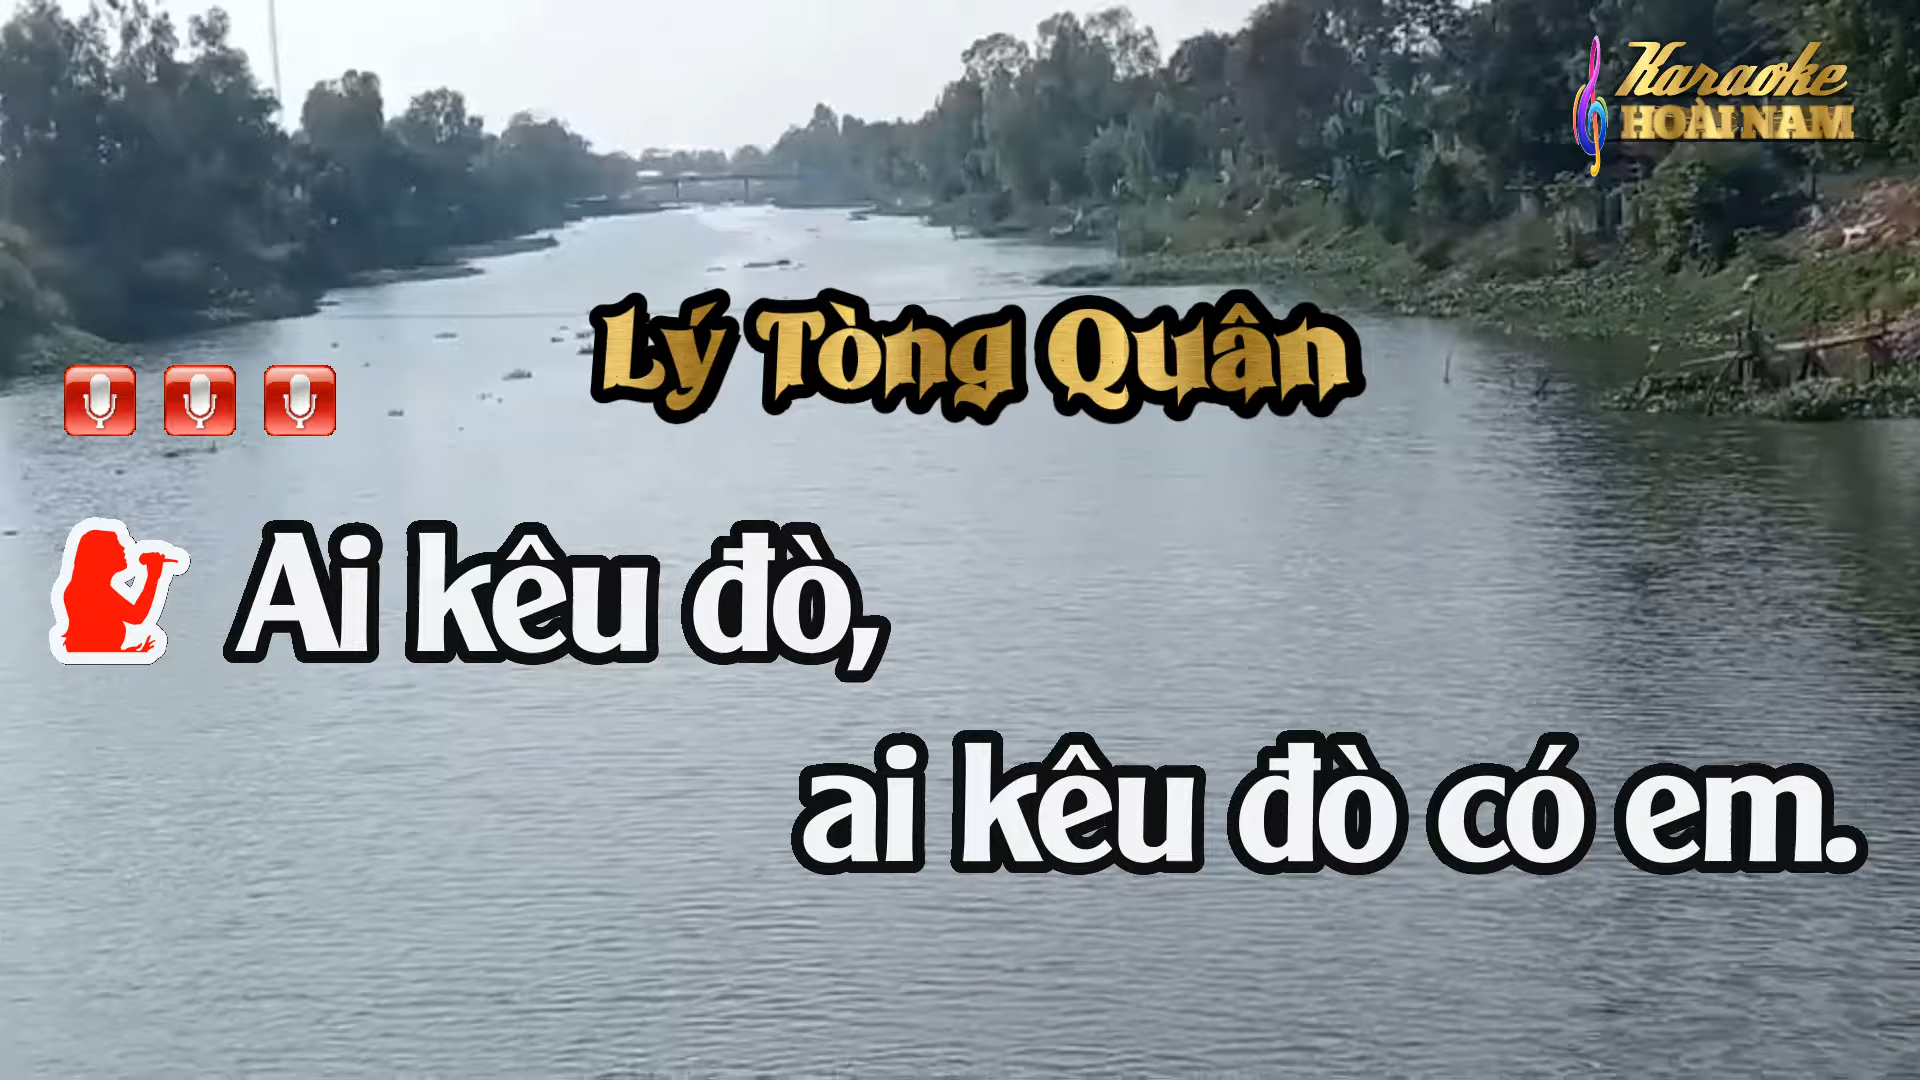 Karaoke
HOÀI NAM
Lý Tòng Quân
Ai kêu đò,
ai kêu đò có em.